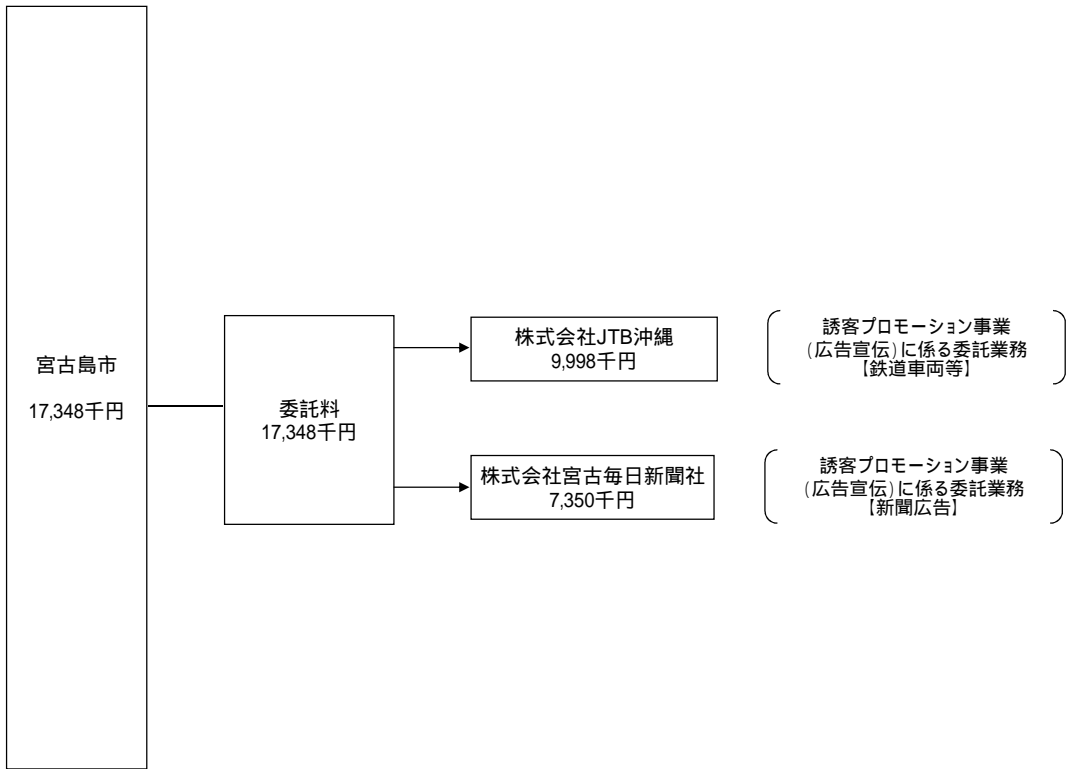 宮古島市
17,348千円
委託料
17,348千円
株式会社JTB沖縄
9,998千円
誘客プロモーション事業
(広告宣伝)に係る委託業務
【鉄道車両等】
株式会社宮古毎日新聞社
7,350千円
誘客プロモーション事業
(広告宣伝)に係る委託業務
【新聞広告】